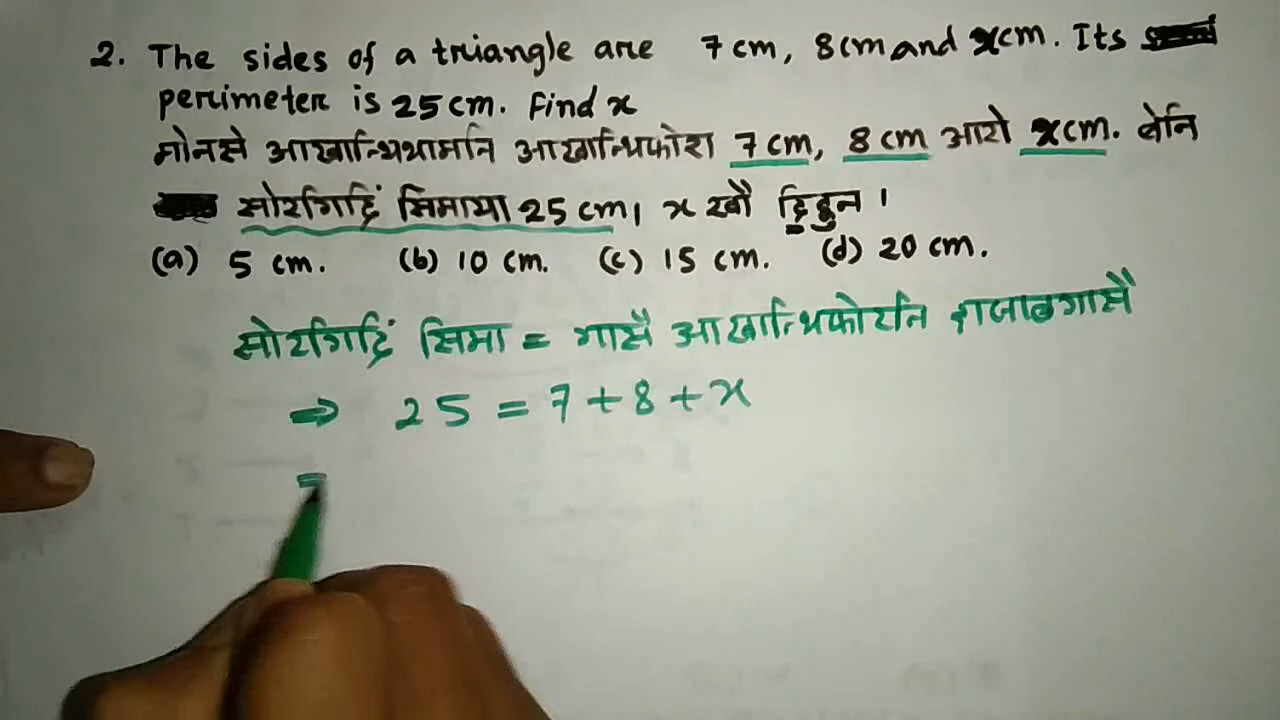 2. The sides of a triangle are 7 cm, 8 cm and x cm. Its
perimeter is 25 cm. Find x
मोनसे आखान्थिथामनि आखान्थिफोरा 7 cm, 8 cm आरो x cm. बेनि
सोरगिदिं सिमाया 25 cm, x खौ दिहुन।
(a) 5 cm. (b) 10 cm. (c) 15 cm. (d) 20 cm.
सोरगिदिं सिमा = गासै आखान्थिफोरनि
⇒ 25 = 7 + 8 + x
=